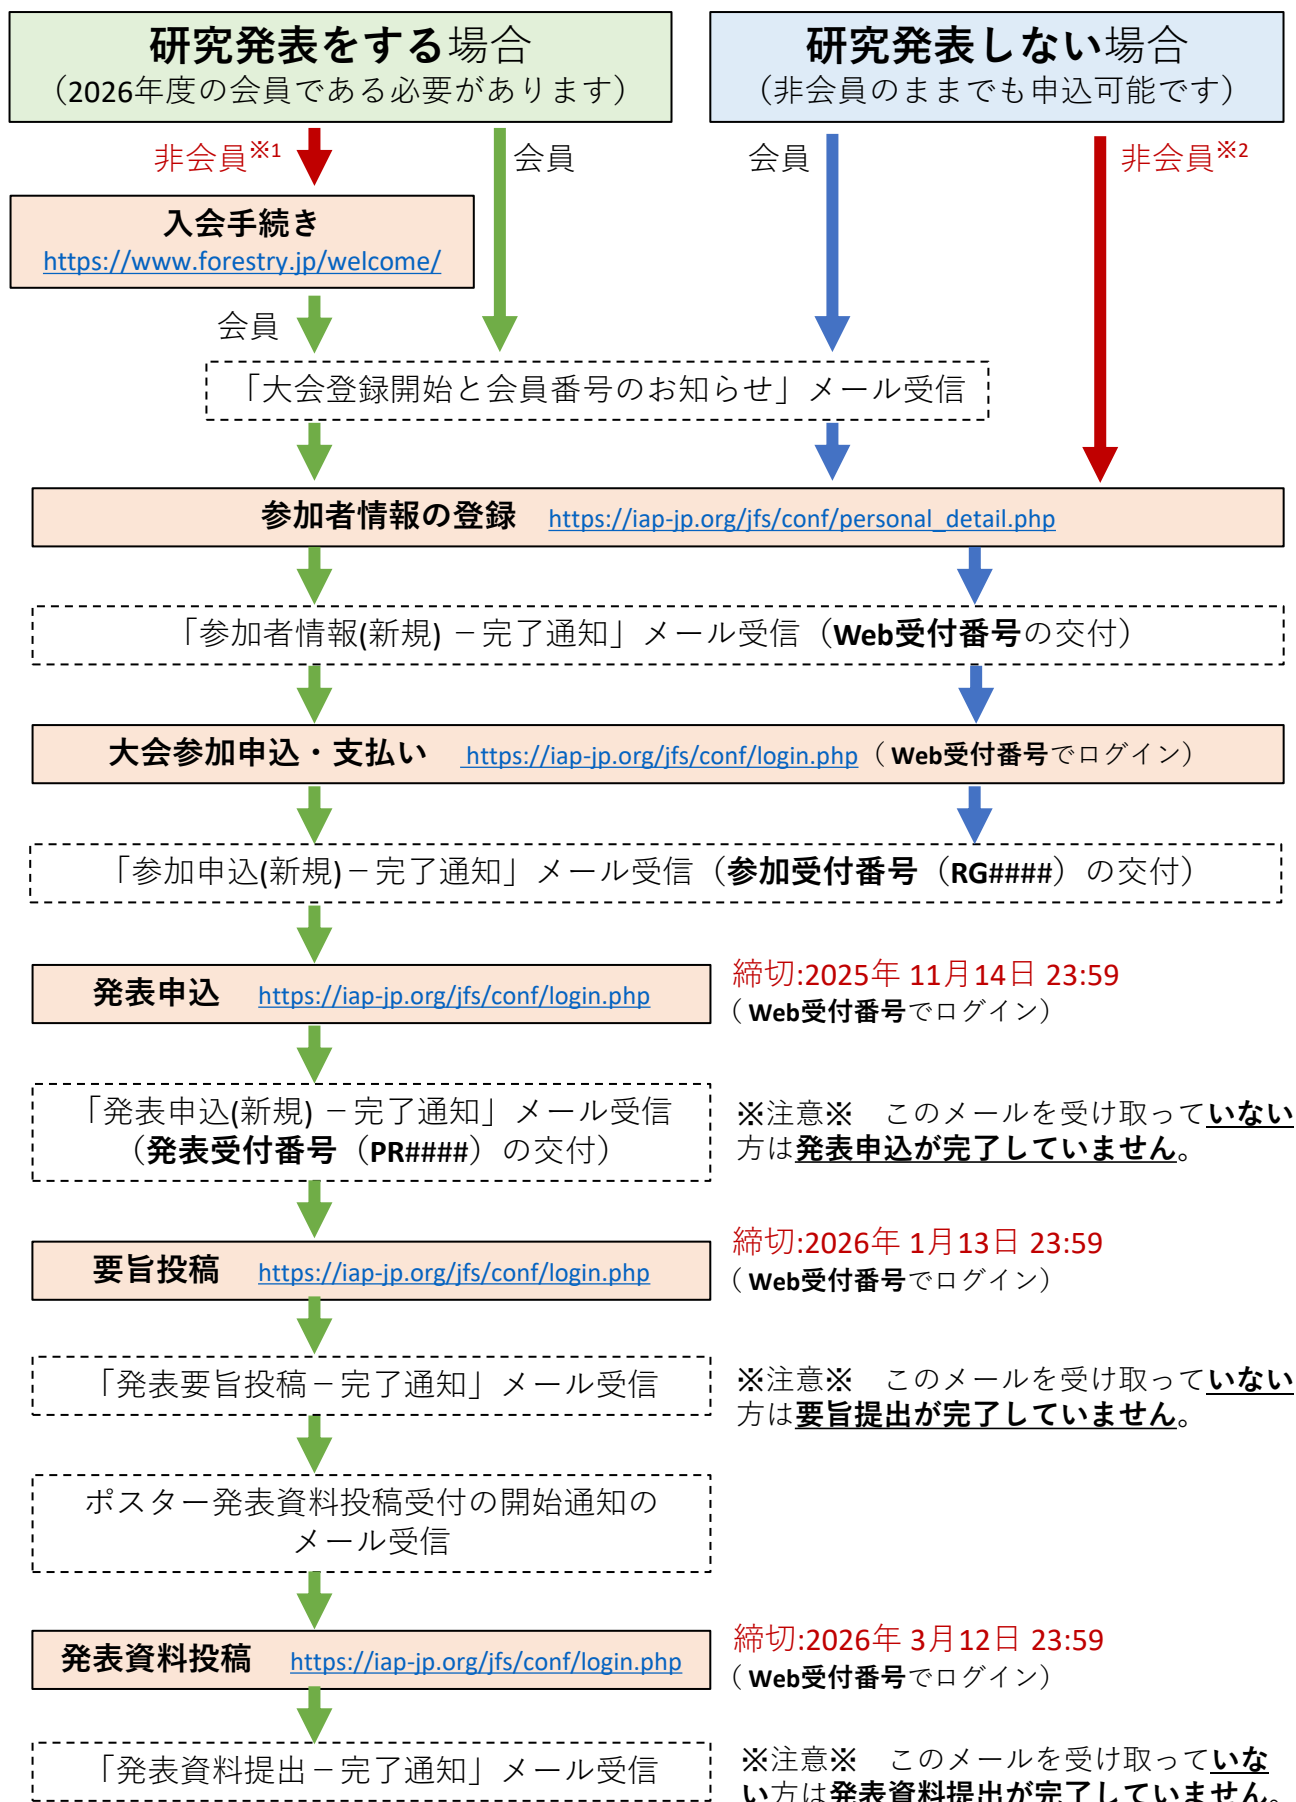 研究発表をする場合
（2026年度の会員である必要があります）
研究発表しない場合
（非会員のままでも申込可能です）
非会員※1
会員
会員
非会員※2
入会手続き
https://www.forestry.jp/welcome/
会員
「大会登録開始と会員番号のお知らせ」メール受信
参加者情報の登録 https://iap-jp.org/jfs/conf/personal_detail.php
「参加者情報(新規) －完了通知」メール受信（Web受付番号の交付）
大会参加申込・支払い https://iap-jp.org/jfs/conf/login.php（ Web受付番号でログイン）
「参加申込(新規)－完了通知」メール受信（参加受付番号（RG####）の交付）
発表申込 https://iap-jp.org/jfs/conf/login.php
締切:2025年 11月14日 23:59
（ Web受付番号でログイン）
「発表申込(新規) －完了通知」メール受信
（発表受付番号（PR####）の交付）
※注意※　このメールを受け取っていない
方は発表申込が完了していません。
要旨投稿 https://iap-jp.org/jfs/conf/login.php
締切:2026年 1月13日 23:59
（ Web受付番号でログイン）
「発表要旨投稿－完了通知」メール受信
※注意※　このメールを受け取っていない
方は要旨提出が完了していません。
ポスター発表資料投稿受付の開始通知の
メール受信
発表資料投稿 https://iap-jp.org/jfs/conf/login.php
締切:2026年 3月12日 23:59
（ Web受付番号でログイン）
「発表資料提出－完了通知」メール受信
※注意※　このメールを受け取っていな
い方は発表資料提出が完了していません。